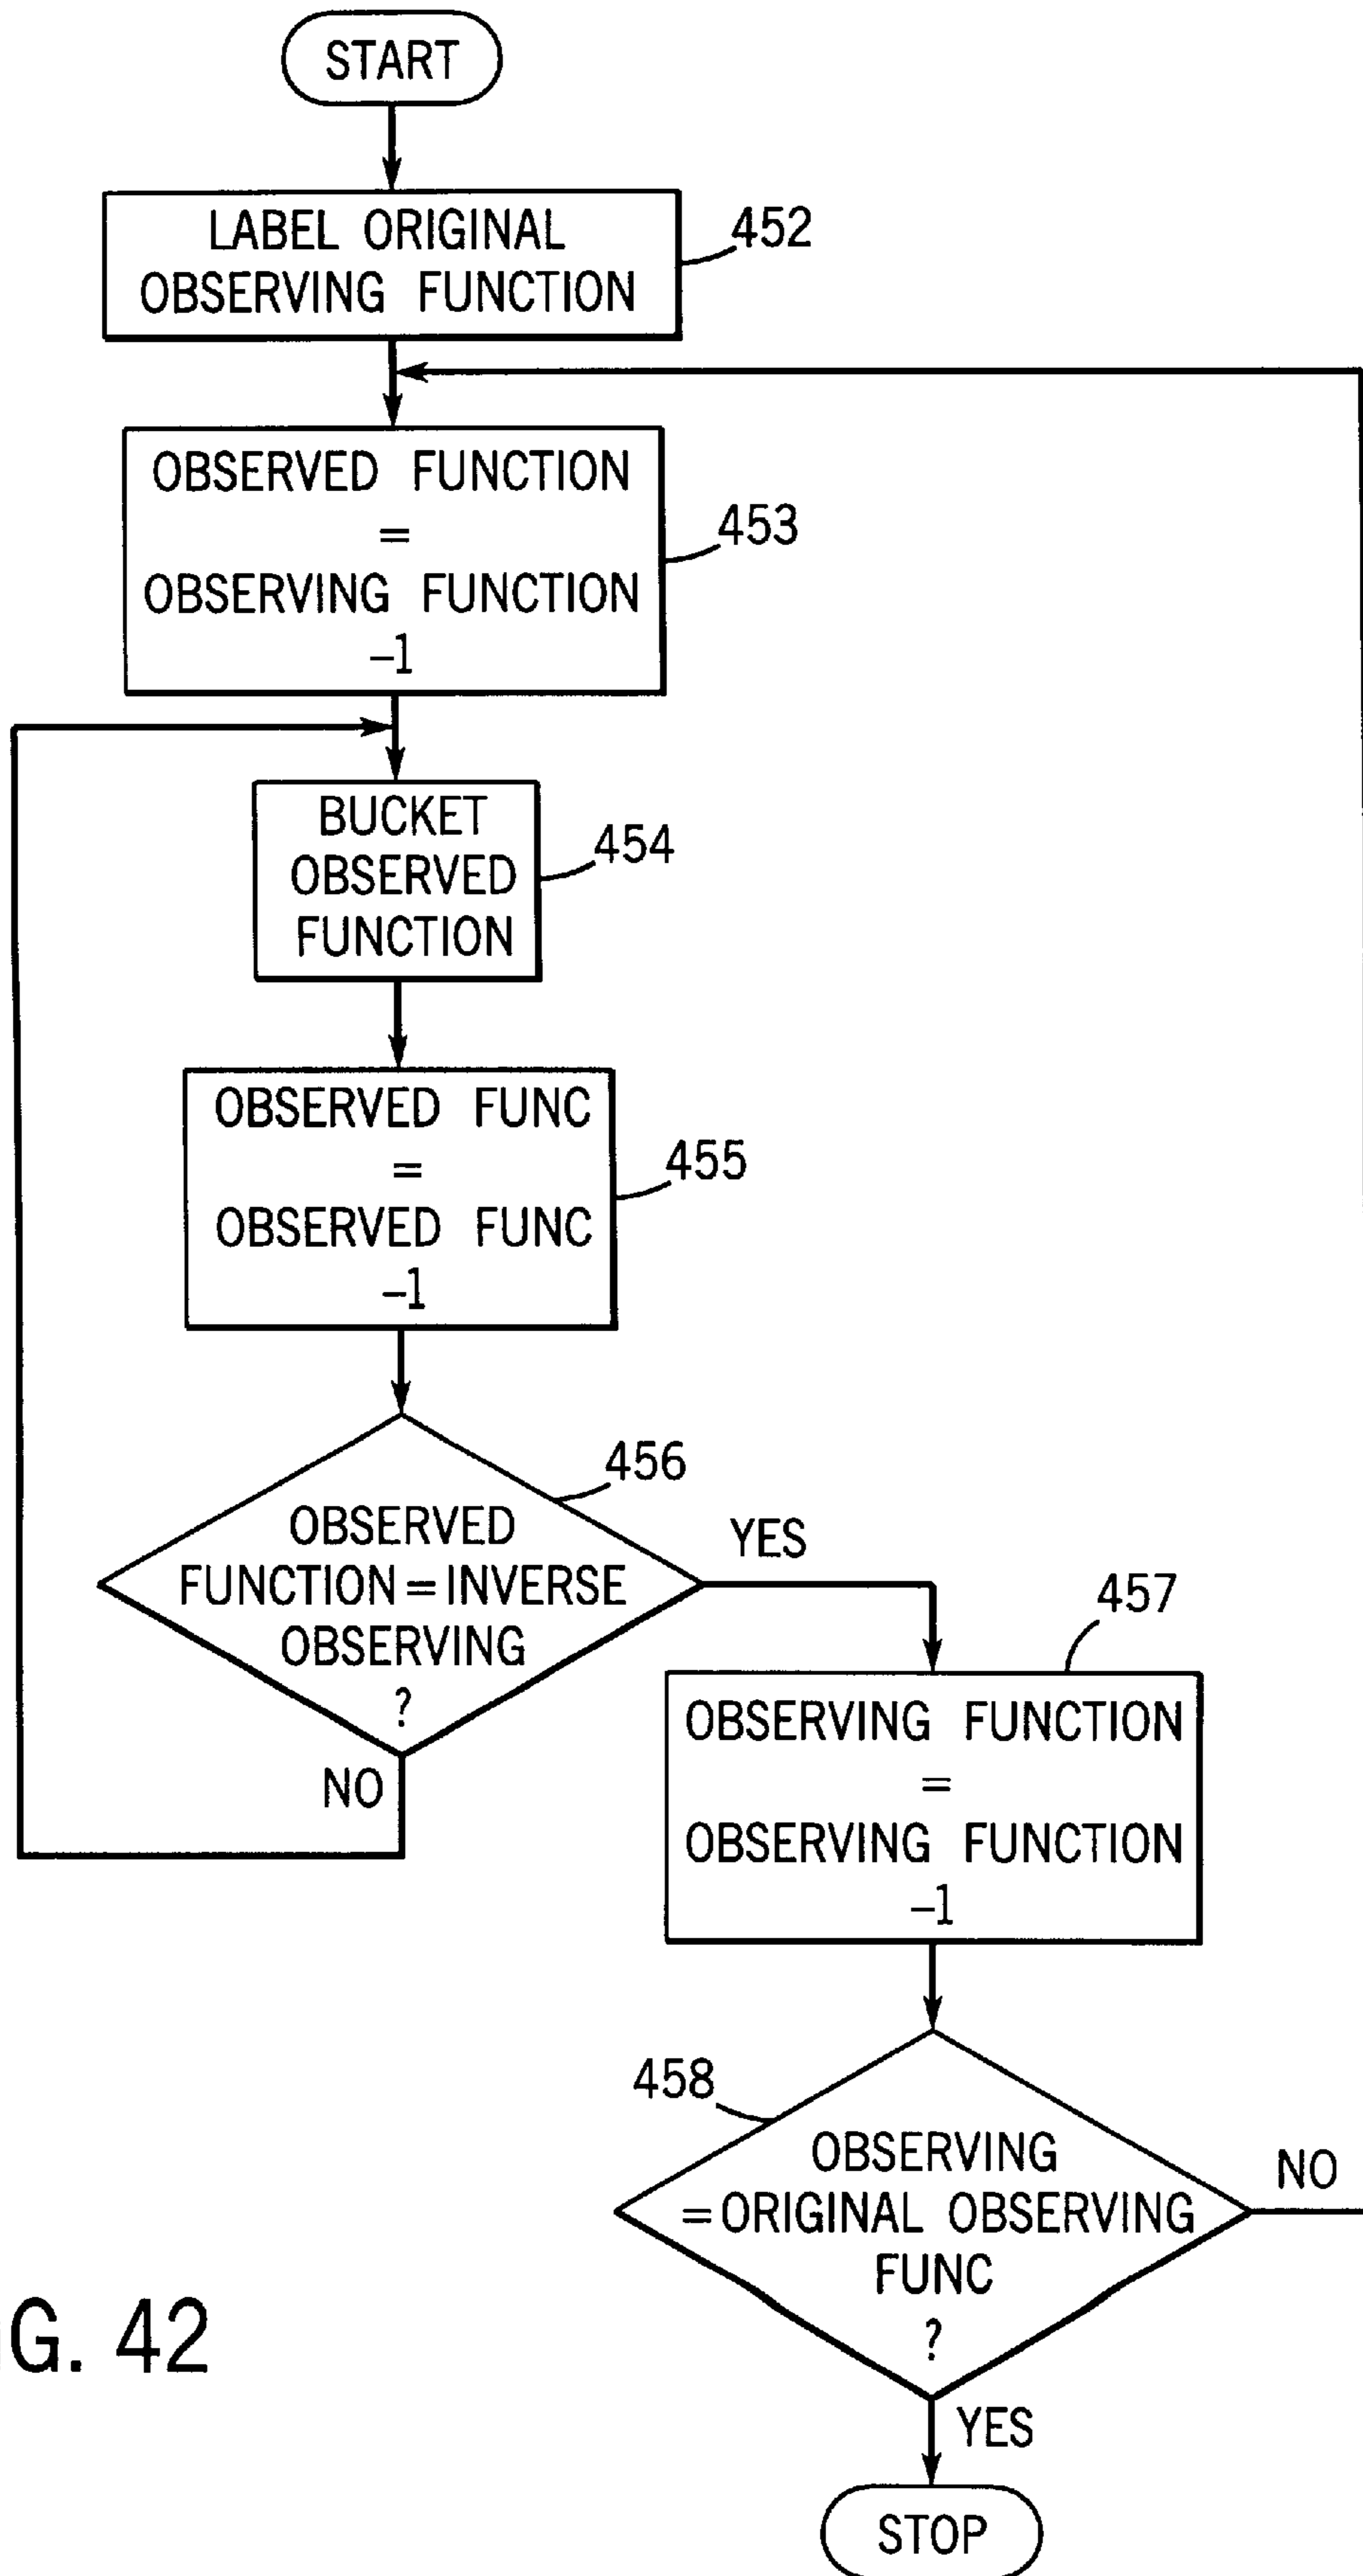 START
LABEL ORIGINAL
OBSERVING FUNCTION
452
OBSERVED FUNCTION
=
OBSERVING FUNCTION
–1
453
BUCKET
OBSERVED
FUNCTION
454
OBSERVED FUNC
=
OBSERVED FUNC
–1
455
456
OBSERVED
FUNCTION = INVERSE
OBSERVING
?
YES
NO
457
OBSERVING FUNCTION
=
OBSERVING FUNCTION
–1
458
OBSERVING
= ORIGINAL OBSERVING
FUNC
?
NO
YES
STOP
G. 42